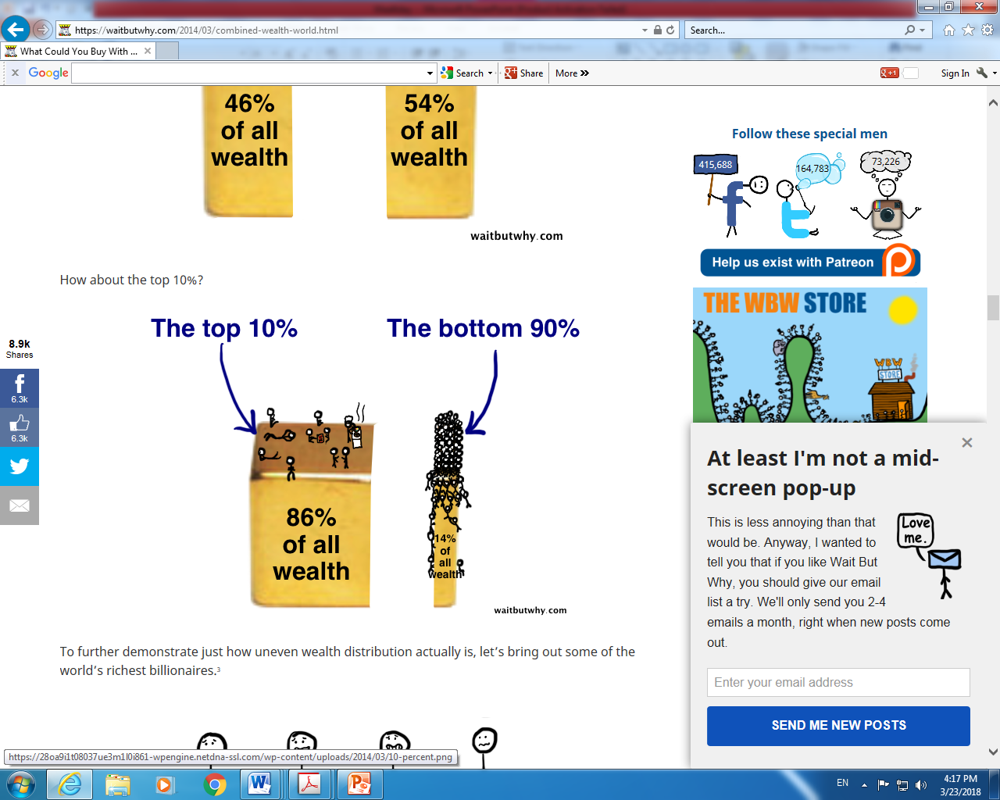 https://waitbutwhy.com/2014/03/combined-wealth-world.html
Search...
What Could You Buy With ...
x Google
Search
Share
More »
+1
Sign In
46%
of all
wealth
54%
of all
wealth
waitbutwhy.com
How about the top 10%?
The top 10%
The bottom 90%
86%
of all
wealth
14%
of
all
wealth
waitbutwhy.com
To further demonstrate just how uneven wealth distribution actually is, let's bring out some of the
world's richest billionaires.3
8.9k
Shares
f
6.3k
6.3k
Follow these special men
415,688
164,783
73,226
Help us exist with Patreon
THE WBW STORE
WBW
STORE
At least I'm not a mid-
screen pop-up
This is less annoying than that
would be. Anyway, I wanted to
tell you that if you like Wait But
Why, you should give our email
list a try. We'll only send you 2-4
emails a month, right when new posts come
out.
Love
me.
Enter your email address
SEND ME NEW POSTS
https://28oa9i1t08037ue3m1l0i861-wpengine.netdna-ssl.com/wp-content/uploads/2014/03/10-percent.png
EN
4:17 PM
3/23/2018